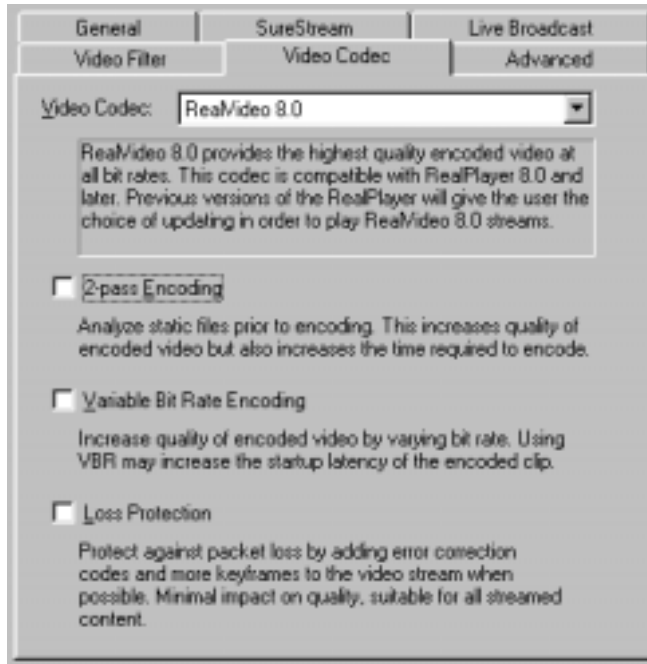 General SureStream Live Broadcast
Video Filter Video Codec Advanced
Video Codec: RealVideo 8.0
RealVideo 8.0 provides the highest quality encoded video at
all bit rates. This codec is compatible with RealPlayer 8.0 and
later. Previous versions of the RealPlayer will give the user the
choice of updating in order to play RealVideo 8.0 streams.
2-pass Encoding
Analyze static files prior to encoding. This increases quality of
encoded video but also increases the time required to encode.
Variable Bit Rate Encoding
Increase quality of encoded video by varying bit rate. Using
VBR may increase the startup latency of the encoded clip.
Loss Protection
Protect against packet loss by adding error correction
codes and more keyframes to the video stream when
possible. Minimal impact on quality, suitable for all streamed
content.